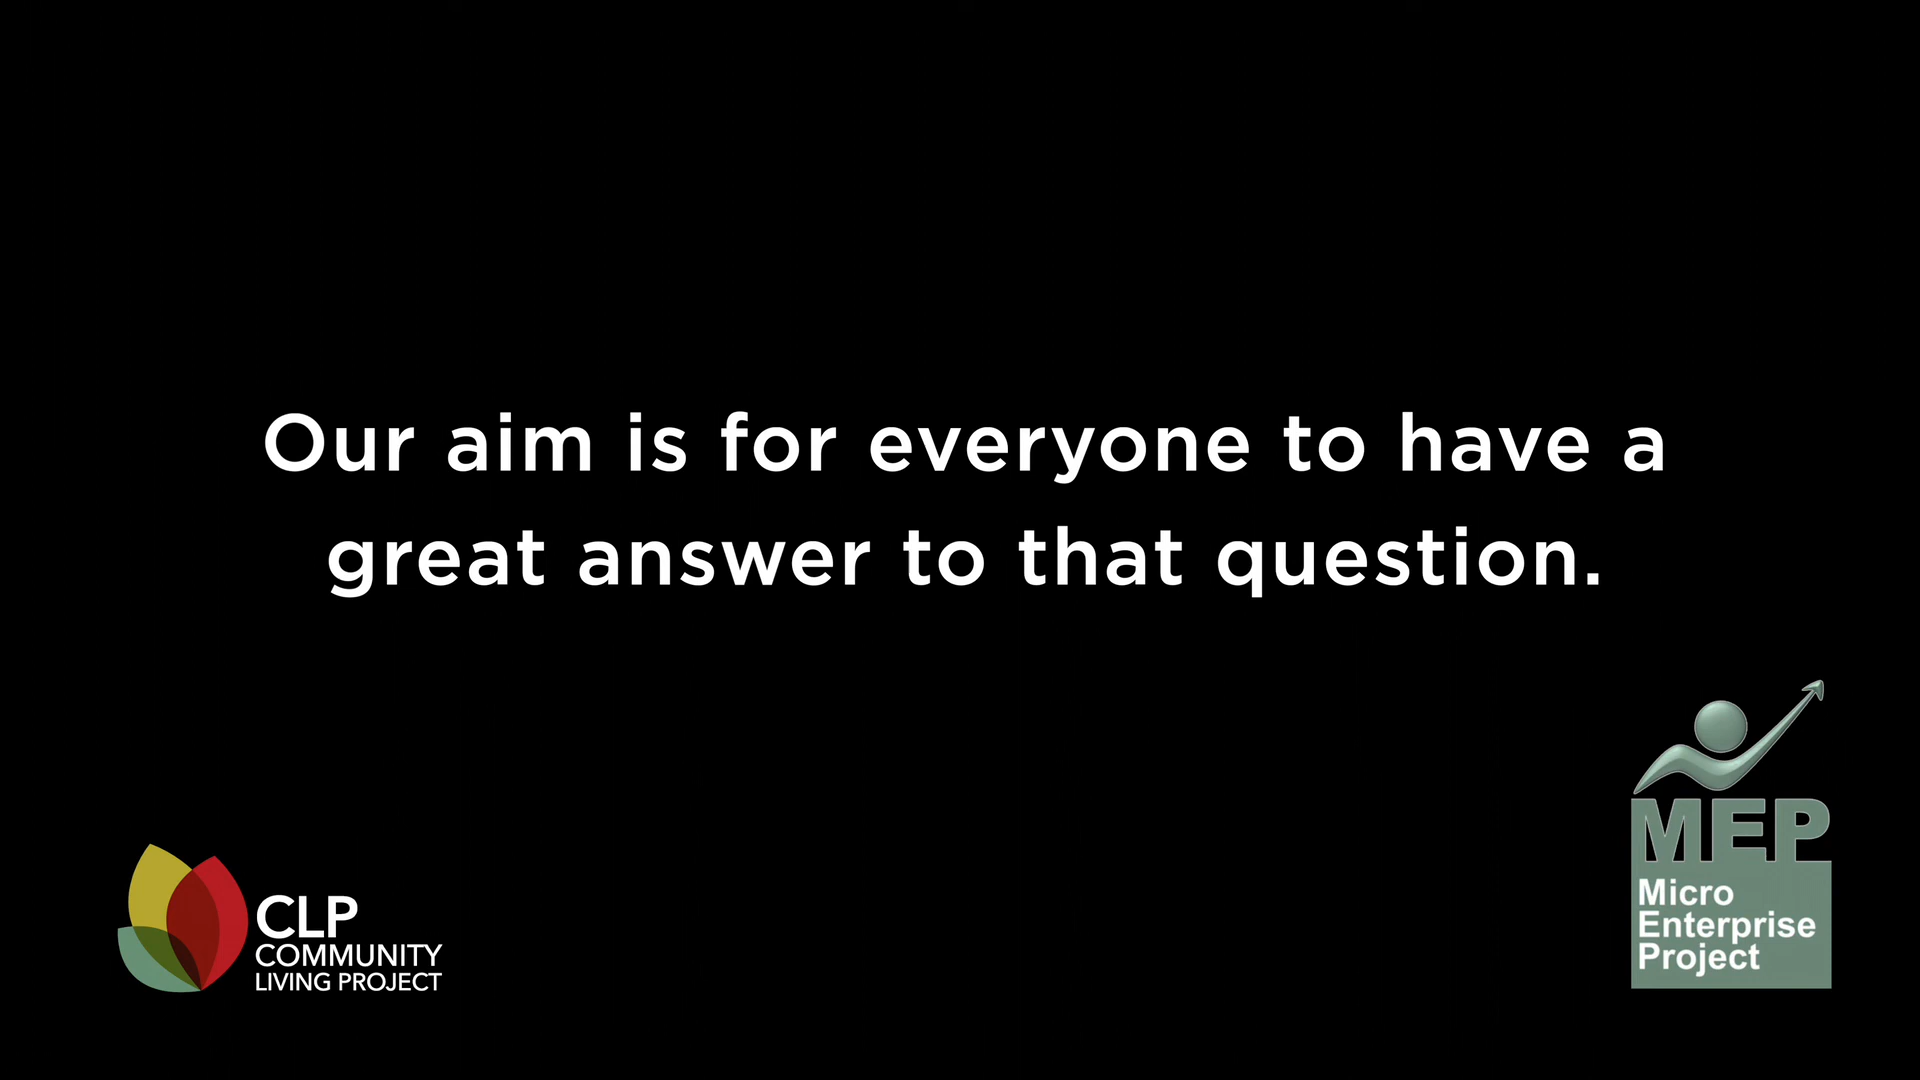 Our aim is for everyone to have a
great answer to that question.
CLP
COMMUNITY
LIVING PROJECT
MEP
Micro
Enterprise
Project